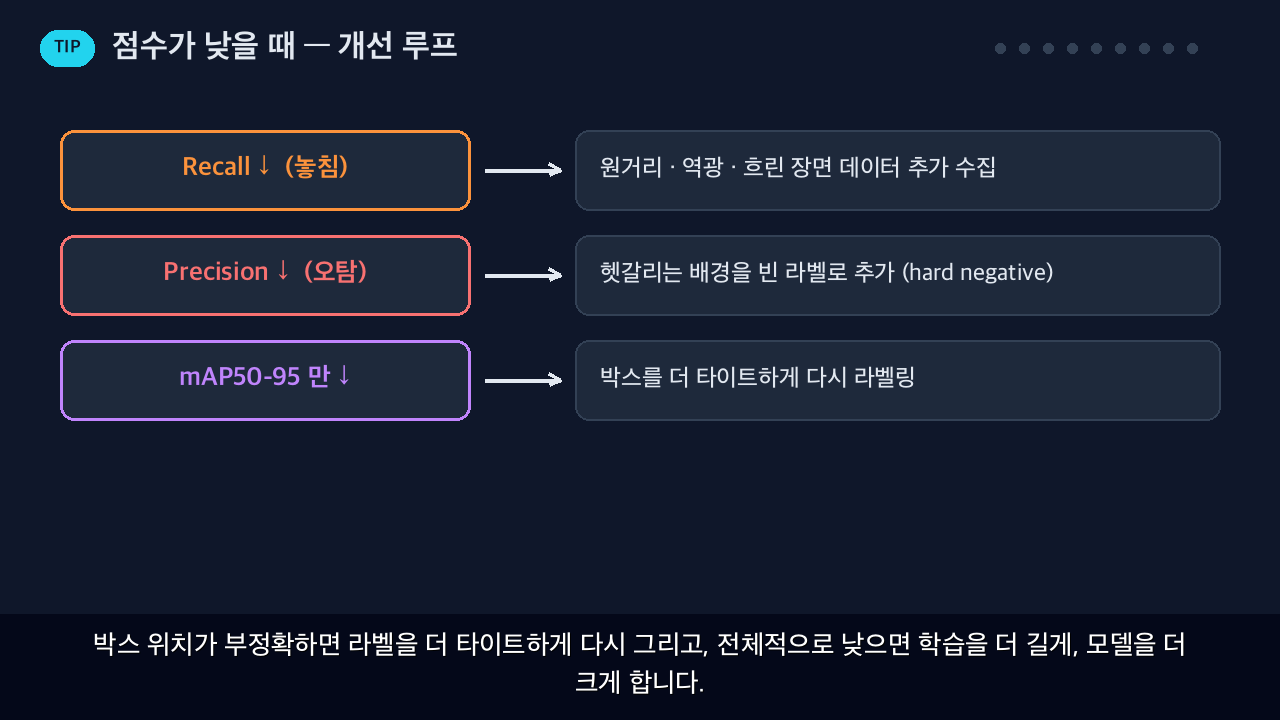 TIP 점수가 낮을 때 — 개선 루프
Recall ↓ (놓침)
원거리 · 역광 · 흐린 장면 데이터 추가 수집
Precision ↓ (오탐)
헷갈리는 배경을 빈 라벨로 추가 (hard negative)
mAP50-95 만 ↓
박스를 더 타이트하게 다시 라벨링
박스 위치가 부정확하면 라벨을 더 타이트하게 다시 그리고, 전체적으로 낮으면 학습을 더 길게, 모델을 더
크게 합니다.